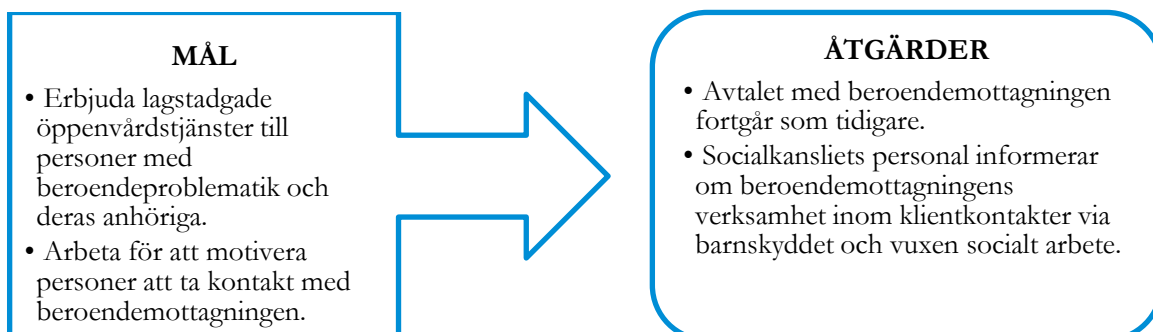 MÅL
• Erbjuda lagstadgade
öppenvårdstjänster till
personer med
beroendeproblematik och
deras anhöriga.
• Arbeta för att motivera
personer att ta kontakt med
beroendemottagningen.
ÅTGÄRDER
• Avtalet med beroendemottagningen
fortgår som tidigare.
• Socialkansliets personal informerar
om beroendemottagningens
verksamhet inom klientkontakter via
barnskyddet och vuxen socialt arbete.